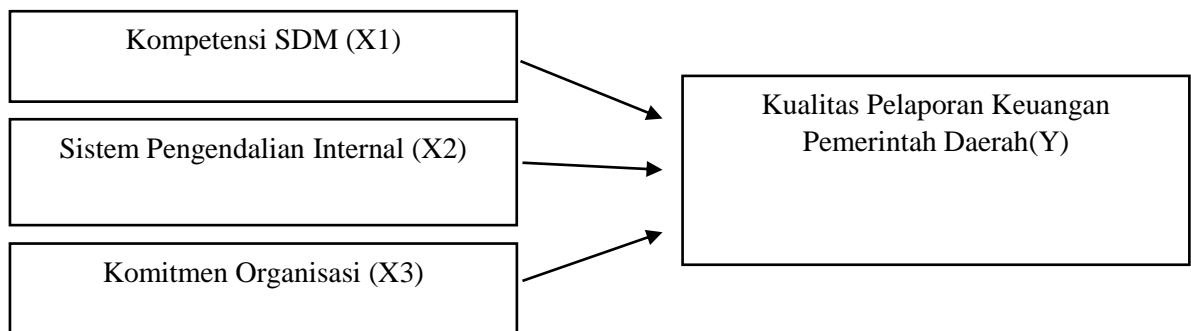 Kompetensi SDM (X1)
Sistem Pengendalian Internal (X2)
Komitmen Organisasi (X3)
Kualitas Pelaporan Keuangan
Pemerintah Daerah(Y)